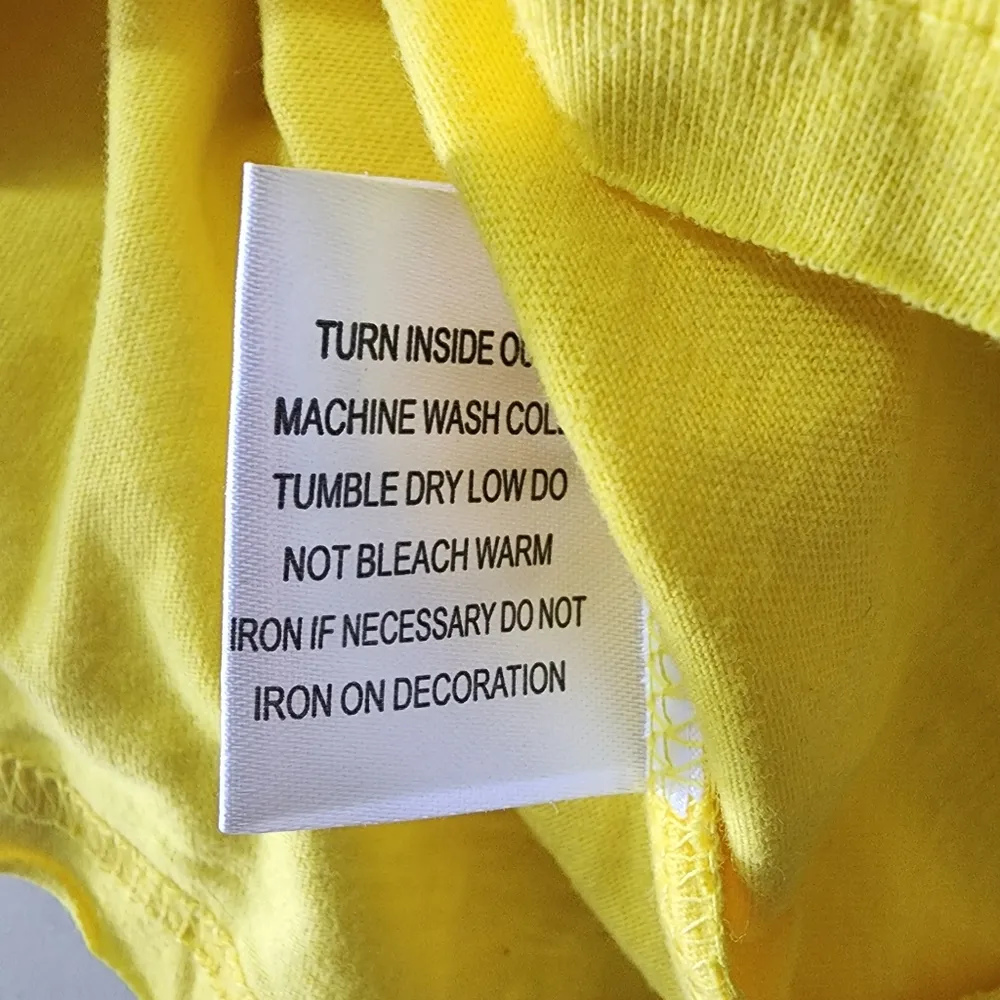 TURN INSIDE
MACHINE WASH
TUMBLE DRY LOW DO
NOT BLEACH WARM
IRON IF NECESSARY DO NOT
IRON ON DECORATION